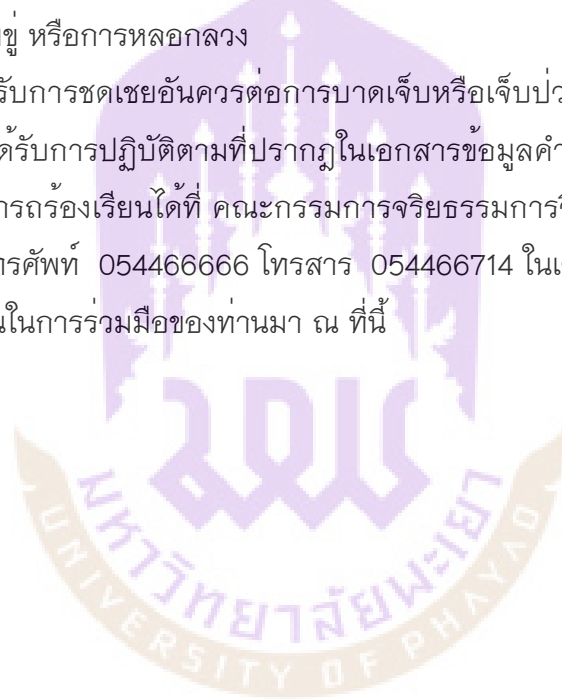 ขู่ หรือการหลอกลวง
รับการชดเชยอันควรต่อการบาดเจ็บหรือเจ็บป่ว
ด้รับการปฏิบัติตามที่ปรากฏในเอกสารข้อมูลคำ
ารถร้องเรียนได้ที่ คณะกรรมการจริยธรรมการ
ทรศัพท์ 054466666 โทรสาร 054466714 ในเ
นในการร่วมมือของท่านมา ณ ที่นี้
มพ
มหาวิทยาลัยพะเยา
UNIVERSITY OF PHAYAO